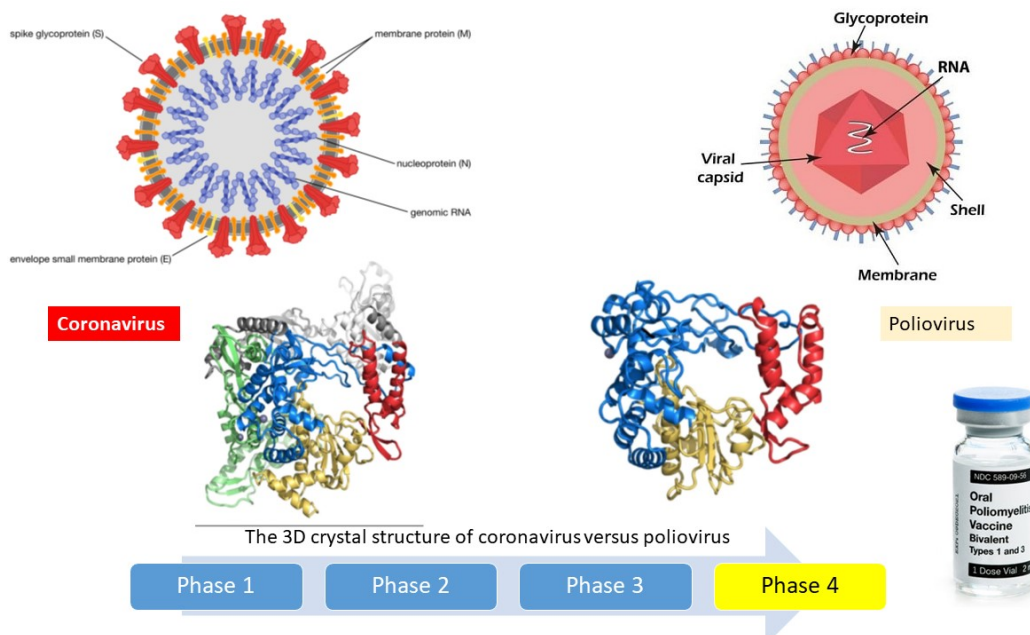 spike glycoprotein (S)
membrane protein (M)
nucleoprotein (N)
genomic RNA
envelope small membrane protein (E)
Glycoprotein
RNA
Viral
capsid
Shell
Membrane
Coronavirus
Poliovirus
The 3D crystal structure of coronavirus versus poliovirus
Phase 1
Phase 2
Phase 3
Phase 4
Oral
Poliomyelitis
Vaccine
Bivalent
Types 1 and 3
1 Dose Vial